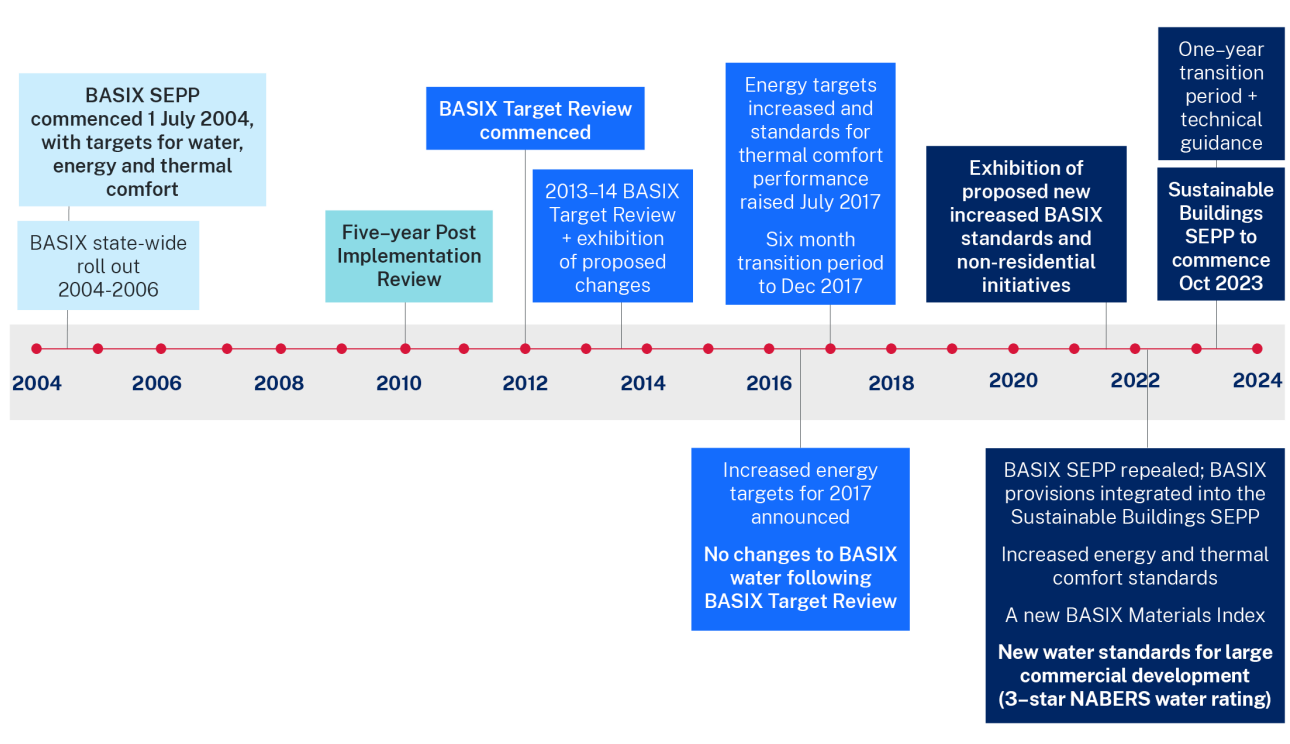 BASIX SEPP
commenced 1 July 2004,
with targets for water,
energy and thermal
comfort
BASIX state-wide
roll out
2004-2006
Five–year Post
Implementation
Review
BASIX Target Review
commenced
2013–14 BASIX
Target Review
+ exhibition
of proposed
changes
Energy targets
increased and
standards for
thermal comfort
performance
raised July 2017
Six month
transition period
to Dec 2017
Exhibition of
proposed new
increased BASIX
standards and
non-residential
initiatives
One–year
transition
period +
technical
guidance
Sustainable
Buildings
SEPP to
commence
Oct 2023
2004
2006
2008
2010
2012
2014
2016
2018
2020
2022
2024
Increased energy
targets for 2017
announced
No changes to BASIX
water following
BASIX Target Review
BASIX SEPP repealed; BASIX
provisions integrated into the
Sustainable Buildings SEPP
Increased energy and thermal
comfort standards
A new BASIX Materials Index
New water standards for large
commercial development
(3–star NABERS water rating)